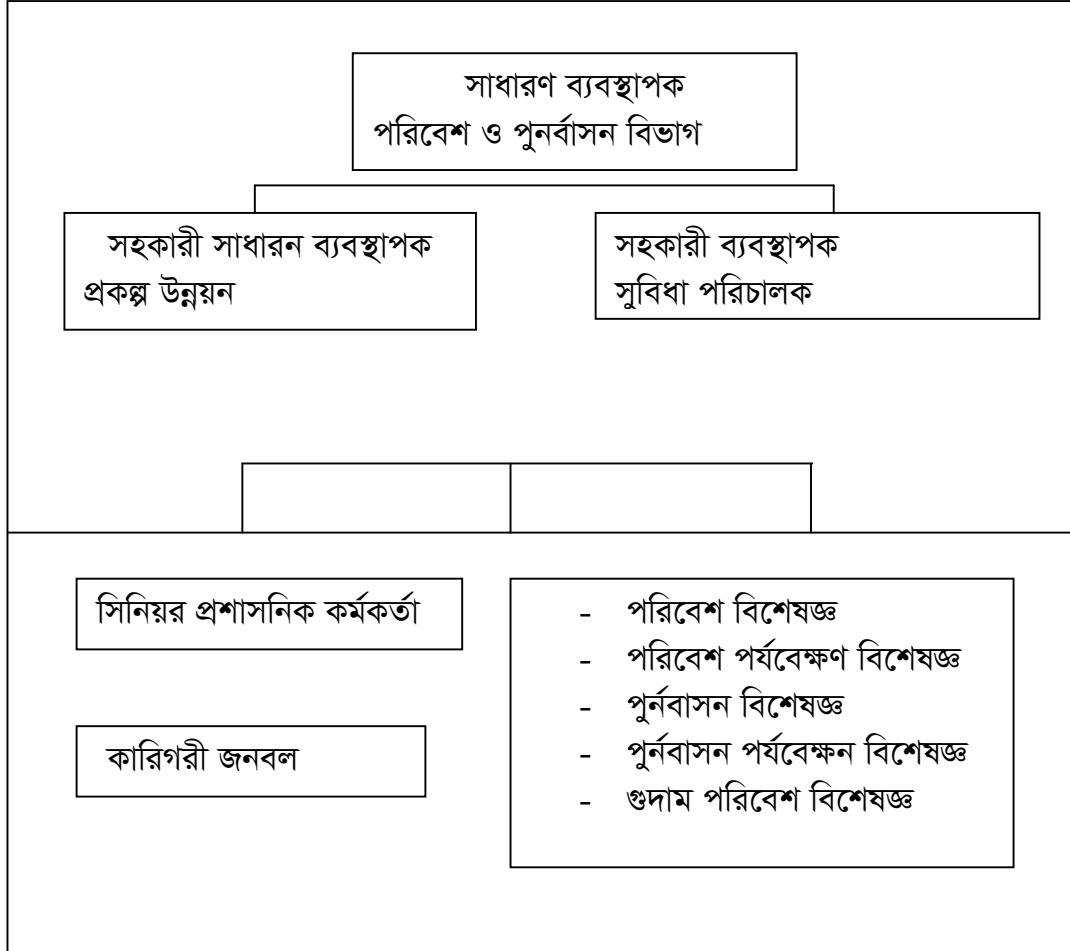 সাধারণ ব্যবস্থাপক
পরিবেশ ও পুনর্বাসন বিভাগ
সহকারী সাধারন ব্যবস্থাপক
প্রকল্প উন্নয়ন
সহকারী ব্যবস্থাপক
সুবিধা পরিচালক
সিনিয়র প্রশাসনিক কর্মকর্তা
কারিগরী জনবল
- পরিবেশ বিশেষজ্ঞ
- পরিবেশ পর্যবেক্ষণ বিশেষজ্ঞ
- পুর্নবাসন বিশেষজ্ঞ
- পুর্নবাসন পর্যবেক্ষন বিশেষজ্ঞ
- গুদাম পরিবেশ বিশেষজ্ঞ